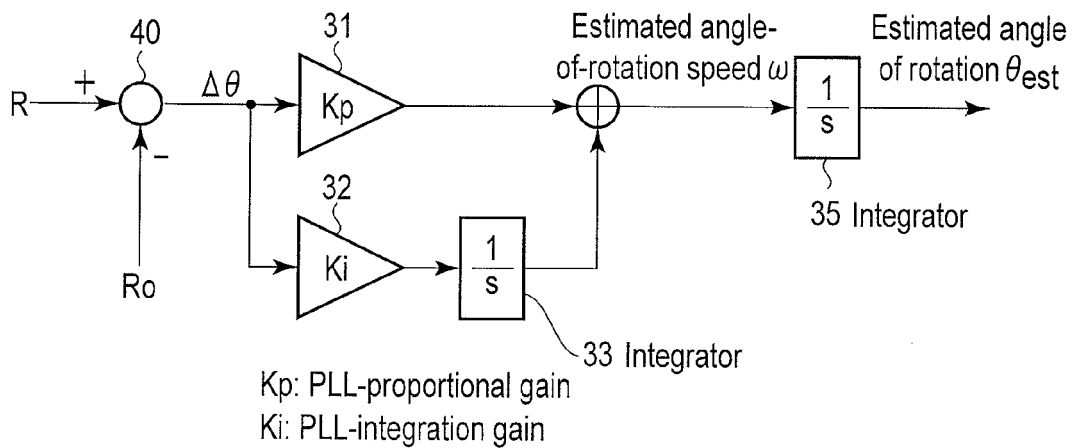 40
31
Estimated angle-
of-rotation speed ω
Estimated angle
of rotation θest
R
+
−
Δθ
Kp
1
s
35 Integrator
32
Ki
1
s
Ro
33 Integrator
Kp: PLL-proportional gain
Ki: PLL-integration gain